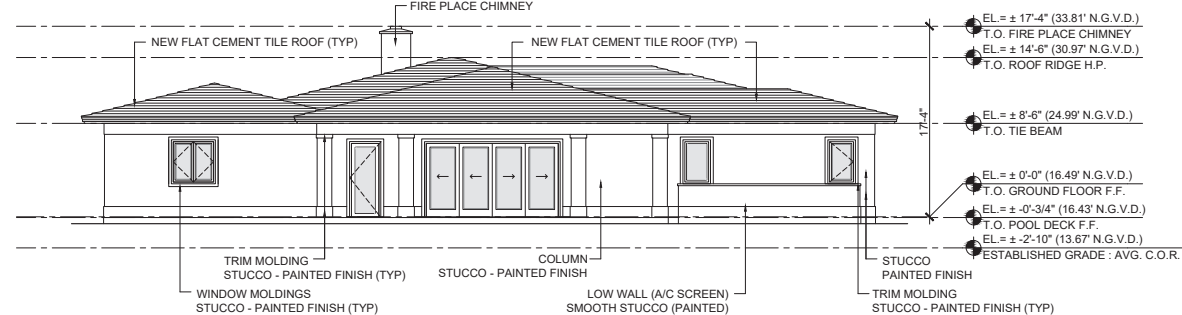 FIRE PLACE CHIMNEY
NEW FLAT CEMENT TILE ROOF (TYP)
NEW FLAT CEMENT TILE ROOF (TYP)
EL.= ± 17'-4" (33.81' N.G.V.D.)
T.O. FIRE PLACE CHIMNEY
EL.= ± 14'-6" (30.97' N.G.V.D.)
T.O. ROOF RIDGE H.P.
17'-4"
EL.= ± 8'-6" (24.99' N.G.V.D.)
T.O. TIE BEAM
EL.= ± 0'-0" (16.49' N.G.V.D.)
T.O. GROUND FLOOR F.F.
EL.= ± -0'-3/4" (16.43' N.G.V.D.)
T.O. POOL DECK F.F.
EL.= ± -2'-10" (13.67' N.G.V.D.)
ESTABLISHED GRADE : AVG. C.O.R.
TRIM MOLDING
STUCCO - PAINTED FINISH (TYP)
COLUMN
STUCCO - PAINTED FINISH
STUCCO
PAINTED FINISH
WINDOW MOLDINGS
STUCCO - PAINTED FINISH (TYP)
LOW WALL (A/C SCREEN)
SMOOTH STUCCO (PAINTED)
TRIM MOLDING
STUCCO - PAINTED FINISH (TYP)